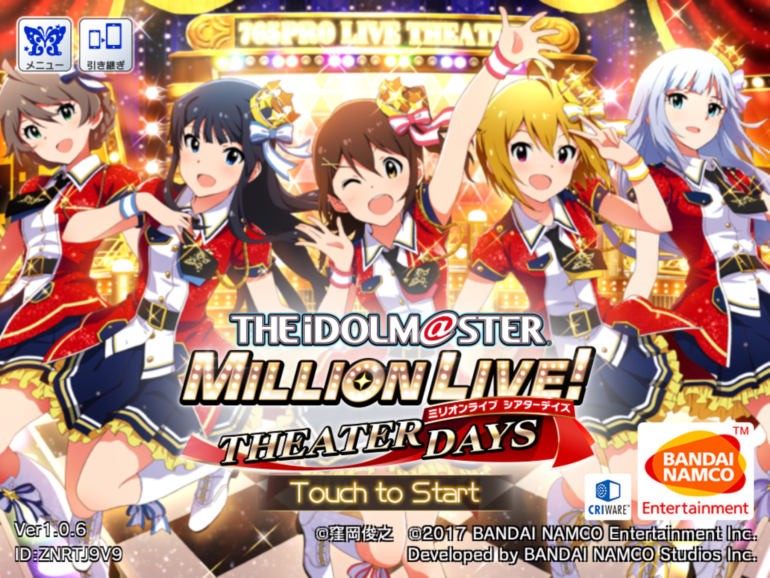 765PRO LIVE THEATE
メニュー
引き継ぎ
THE iDOLM@STER
MILLION LIVE!
ミリオンライブ シアターデイズ
THEATER DAYS
Touch to Start
BANDAI
NAMCO
TM
Entertainment
CRIWARE™
Ver1.0.6
ID:ZNRTJ9V9
©窪岡俊之 ©2017 BANDAI NAMCO Entertainment Inc.
Developed by BANDAI NAMCO Studios Inc.